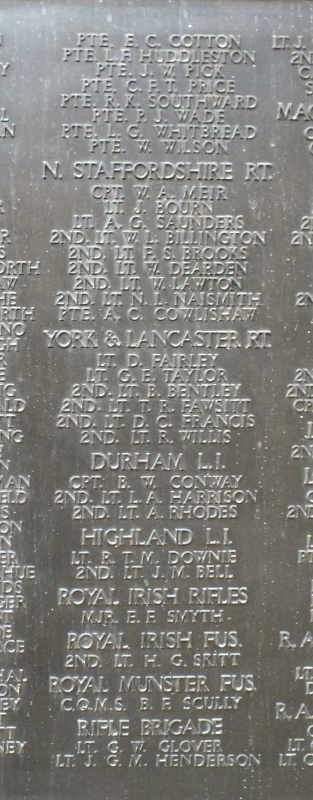 PTE. E. C. COTTON
PTE. L. F. HUDDLESTON
PTE. J. W. PICK
PTE. C. F. T. PRICE
PTE. R. K. SOUTHWARD
PTE. P. J. WADE
PTE. L. G. WHITBREAD
PTE. W. WILSON
N. STAFFORDSHIRE RT.
CPT. W. A. MEIR
LT. J. BOURN
LT. A. G. SAUNDERS
2ND. LT. W. L. BILLINGTON
2ND. LT. F. S. BROOKS
2ND. LT. W. DEARDEN
2ND. LT. W. LAWTON
2ND. LT. N. L. NAISMITH
PTE. A. C. COWLISHAW
YORK & LANCASTER RT.
LT. D. FAIRLEY
LT. G. E. TAYLOR
2ND. LT. E. BENTLEY
2ND. LT. T. R. FAWSITT
2ND. LT. D. C. FRANCIS
2ND. LT. R. WILLIS
DURHAM L.I.
CPT. B. W. CONWAY
2ND. LT. L. A. HARRISON
2ND. LT. A. RHODES
HIGHLAND L.I.
LT. R. T. M. DOWNIE
2ND. LT. J. M. BELL
ROYAL IRISH RIFLES
MJR. E. F. SMYTH
ROYAL IRISH FUS.
2ND. LT. H. G. SKITT
ROYAL MUNSTER FUS.
C.Q.M.S. B. F. SCULLY
RIFLE BRIGADE
LT. G. W. GLOVER
LT. J. G. M. HENDERSON